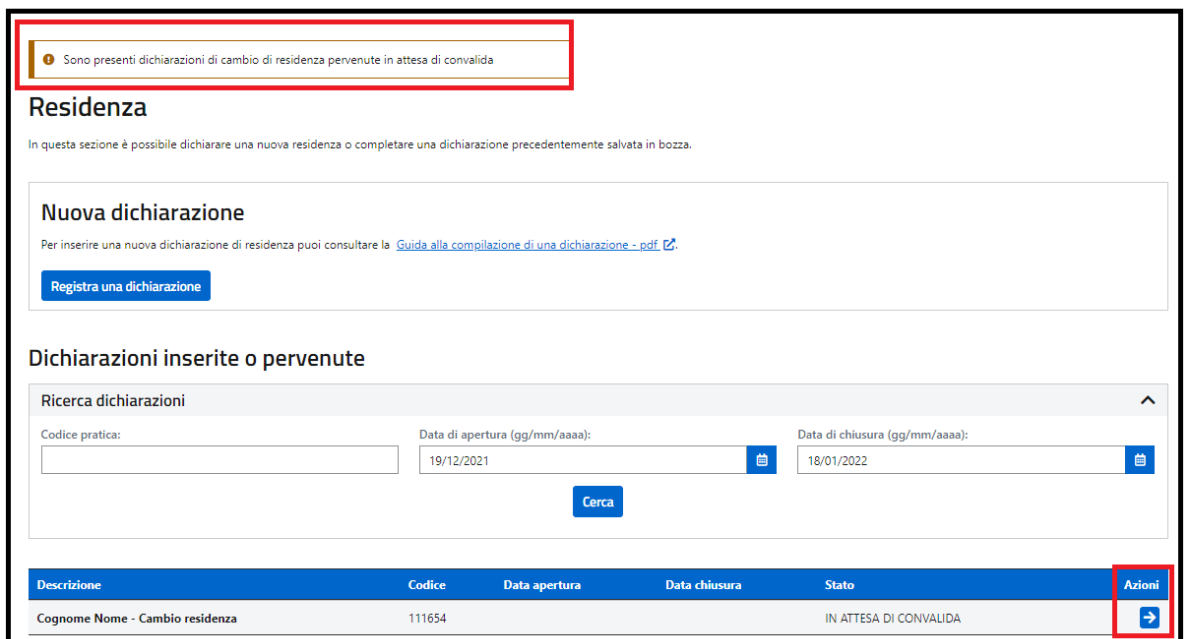 Sono presenti dichiarazioni di cambio di residenza pervenute in attesa di convalida
Residenza
In questa sezione è possibile dichiarare una nuova residenza o completare una dichiarazione precedentemente salvata in bozza.
Nuova dichiarazione
Per inserire una nuova dichiarazione di residenza puoi consultare la Guida alla compilazione di una dichiarazione - pdf .
Registra una dichiarazione
Dichiarazioni inserite o pervenute
Ricerca dichiarazioni
Codice pratica: Data di apertura (gg/mm/aaaa): Data di chiusura (gg/mm/aaaa):
19/12/2021 18/01/2022
Cerca
Descrizione Codice Data apertura Data chiusura Stato Azioni
Cognome Nome - Cambio residenza 111654 IN ATTESA DI CONVALIDA